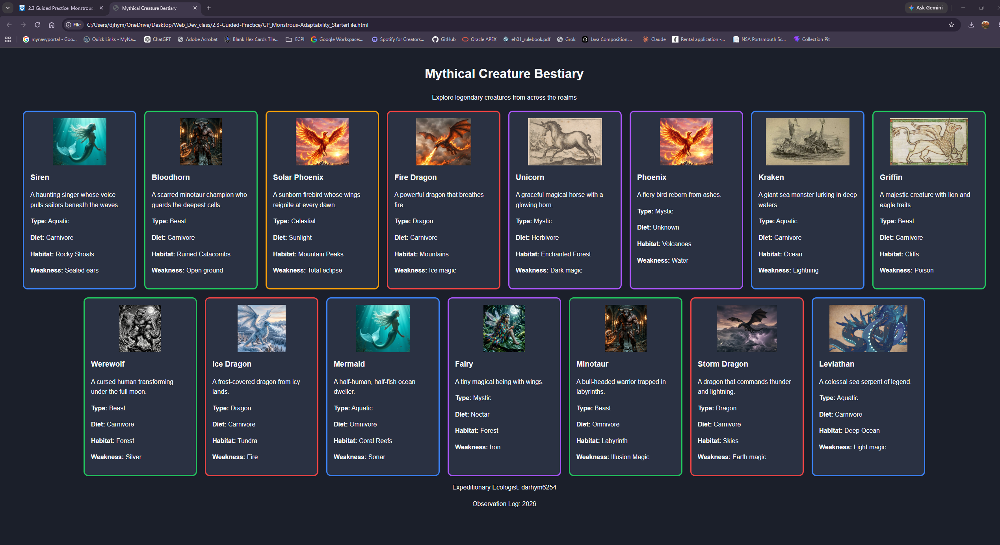 2.3 Guided Practice: Monstrous
Mythical Creature Bestiary
Ask Gemini
File
C:/Users/djhym/OneDrive/Desktop/Web_Dev_class/2.3-Guided-Practice/GP_Monstrous-Adaptability_StarterFile.html
mynavyportal - Goo...
Quick Links - MyNa...
ChatGPT
Adobe Acrobat
Blank Hex Cards Tile...
ECPI
Google Workspace:...
Spotify for Creators...
GitHub
Oracle APEX
eh01_rulebook.pdf
Grok
Java Composition:...
Claude
Rental application -...
NSA Portsmouth Sc...
Collection Pit
Mythical Creature Bestiary
Explore legendary creatures from across the realms
Siren
A haunting singer whose voice
pulls sailors beneath the waves.
Type: Aquatic
Diet: Carnivore
Habitat: Rocky Shoals
Weakness: Sealed ears
Bloodhorn
A scarred minotaur champion who
guards the deepest cells.
Type: Beast
Diet: Carnivore
Habitat: Ruined Catacombs
Weakness: Open ground
Solar Phoenix
A sunborn firebird whose wings
reignite at every dawn.
Type: Celestial
Diet: Sunlight
Habitat: Mountain Peaks
Weakness: Total eclipse
Fire Dragon
A powerful dragon that breathes
fire.
Type: Dragon
Diet: Carnivore
Habitat: Mountains
Weakness: Ice magic
Unicorn
A graceful magical horse with a
glowing horn.
Type: Mystic
Diet: Herbivore
Habitat: Enchanted Forest
Weakness: Dark magic
Phoenix
A fiery bird reborn from ashes.
Type: Mystic
Diet: Unknown
Habitat: Volcanoes
Weakness: Water
Kraken
A giant sea monster lurking in deep
waters.
Type: Aquatic
Diet: Carnivore
Habitat: Ocean
Weakness: Lightning
Griffin
A majestic creature with lion and
eagle traits.
Type: Beast
Diet: Carnivore
Habitat: Cliffs
Weakness: Poison
Werewolf
A cursed human transforming
under the full moon.
Type: Beast
Diet: Carnivore
Habitat: Forest
Weakness: Silver
Ice Dragon
A frost-covered dragon from icy
lands.
Type: Dragon
Diet: Carnivore
Habitat: Tundra
Weakness: Fire
Mermaid
A half-human, half-fish ocean
dweller.
Type: Aquatic
Diet: Omnivore
Habitat: Coral Reefs
Weakness: Sonar
Fairy
A tiny magical being with wings.
Type: Mystic
Diet: Nectar
Habitat: Forest
Weakness: Iron
Minotaur
A bull-headed warrior trapped in
labyrinths.
Type: Beast
Diet: Omnivore
Habitat: Labyrinth
Weakness: Illusion Magic
Storm Dragon
A dragon that commands thunder
and lightning.
Type: Dragon
Diet: Carnivore
Habitat: Skies
Weakness: Earth magic
Leviathan
A colossal sea serpent of legend.
Type: Aquatic
Diet: Carnivore
Habitat: Deep Ocean
Weakness: Light magic
Expeditionary Ecologist: darhym6254
Observation Log: 2026